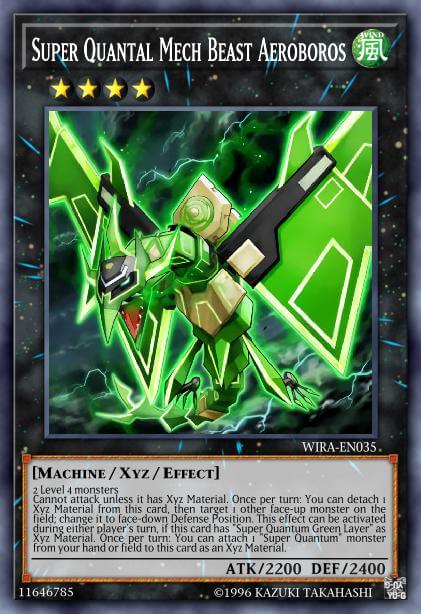 Super Quantal Mech Beast Aeroboros
WIND
風
WIRA-EN035
[Machine / Xyz / Effect]
2 Level 4 monsters
Cannot attack unless it has Xyz Material. Once per turn: You can detach 1
Xyz Material from this card, then target 1 other face-up monster on the
field; change it to face-down Defense Position. This effect can be activated
during either player's turn, if this card has "Super Quantum Green Layer" as
Xyz Material. Once per turn: You can attach 1 "Super Quantum" monster
from your hand or field to this card as an Xyz Material.
ATK/2200 DEF/2400
11646785
©1996 KAZUKI TAKAHASHI